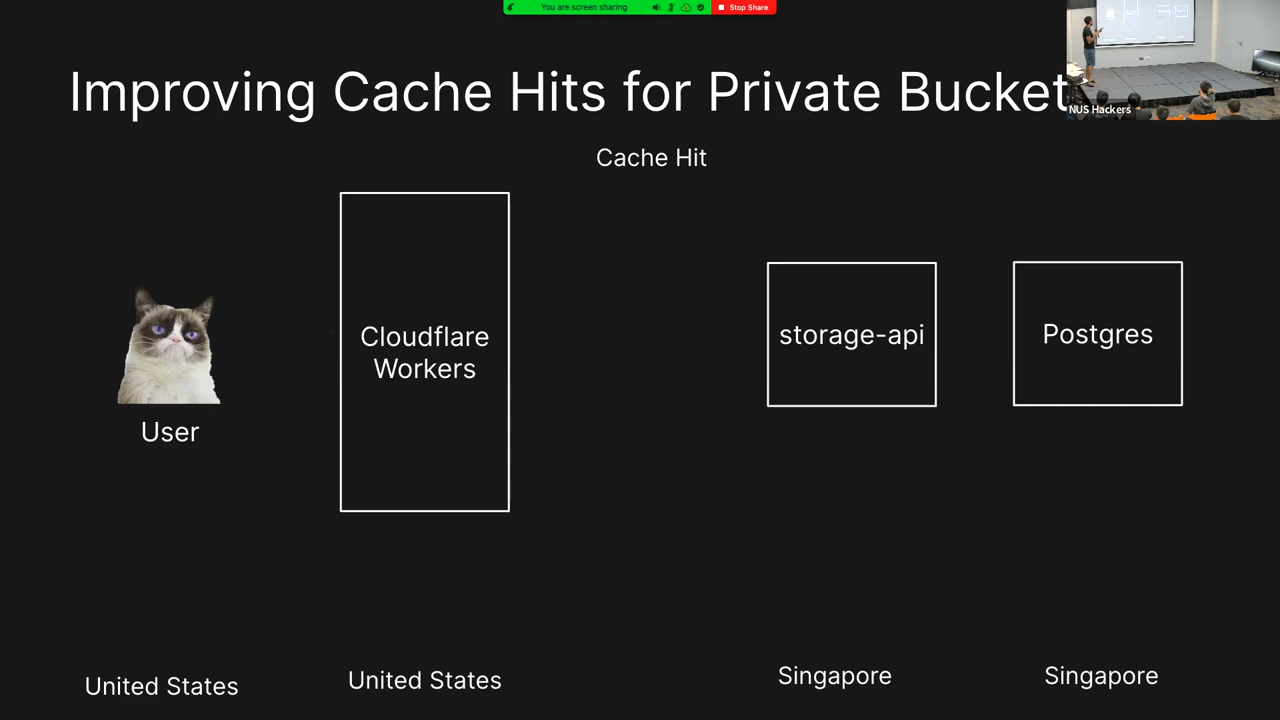 You are screen sharing
Stop Share
Improving Cache Hits for Private Bucket
NUS Hackers
Cache Hit
Cloudflare
Workers
storage-api
Postgres
User
United States
United States
Singapore
Singapore